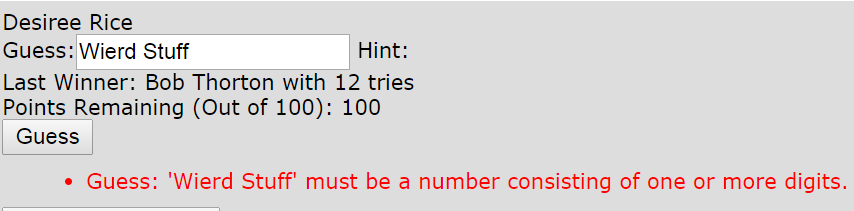 Desiree Rice
Guess: Wierd Stuff Hint:
Last Winner: Bob Thorton with 12 tries
Points Remaining (Out of 100): 100
Guess
• Guess: 'Wierd Stuff' must be a number consisting of one or more digits.